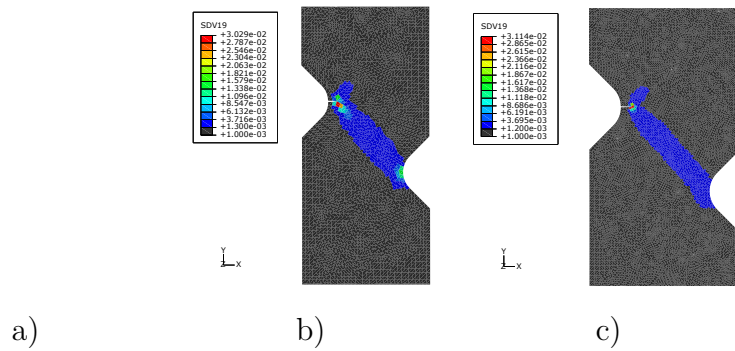 SDV19
+3.029e-02
+2.787e-02
+2.546e-02
+2.304e-02
+2.063e-02
+1.821e-02
+1.579e-02
+1.338e-02
+1.096e-02
+8.547e-03
+6.132e-03
+3.716e-03
+1.300e-03
+1.000e-03
Y
Z X
SDV19
+3.114e-02
+2.865e-02
+2.615e-02
+2.366e-02
+2.116e-02
+1.867e-02
+1.617e-02
+1.368e-02
+1.118e-02
+8.686e-03
+6.191e-03
+3.695e-03
+1.200e-03
+1.000e-03
Y
Z X
a) b) c)